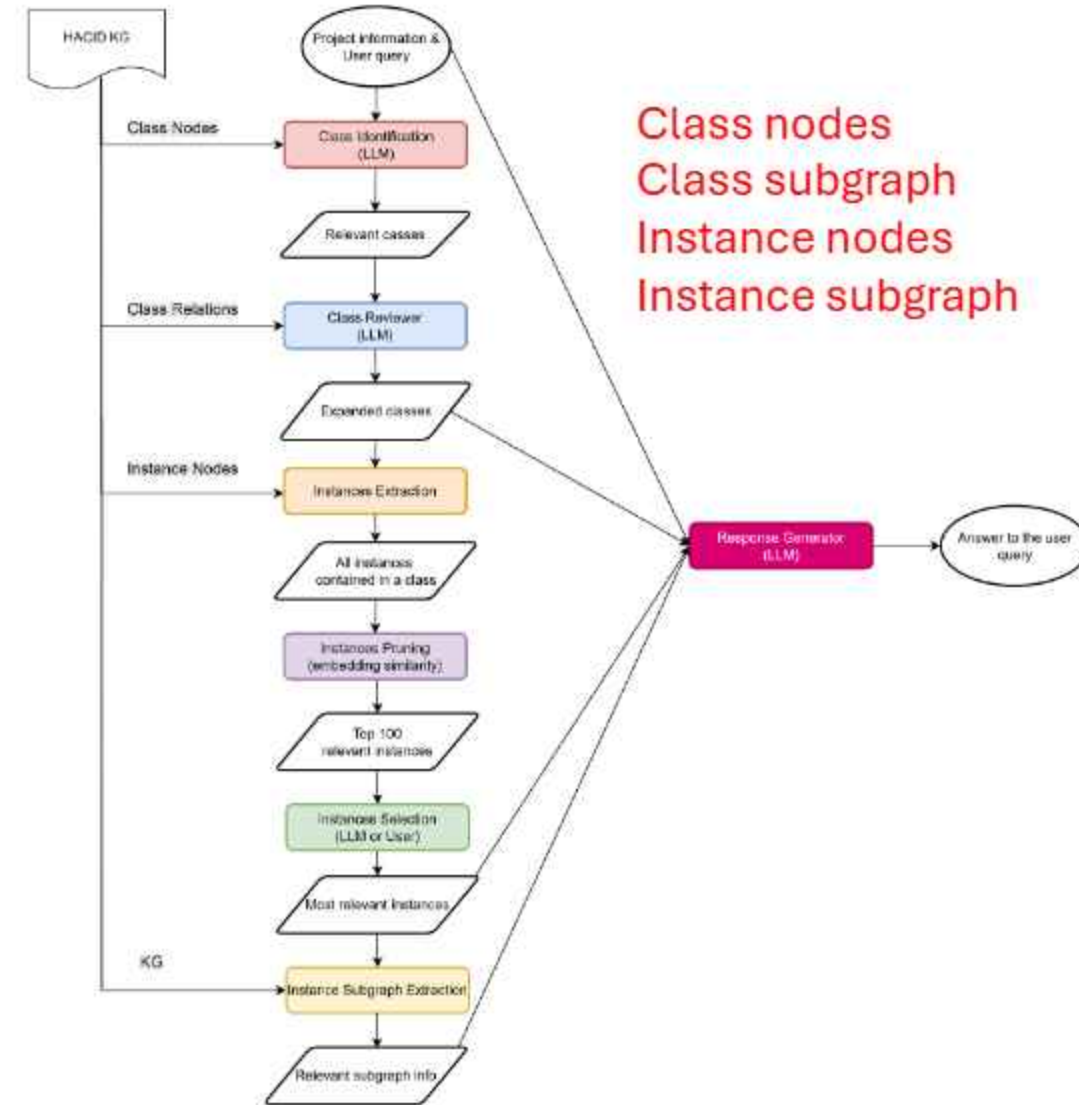 HACID KG
Project information &
User query
Class nodes
Class subgraph
Instance nodes
Instance subgraph
Class Nodes
Class Identification
(LLM)
Relevant casses
Class Relations
Class Reviewer
(LLM)
Expanded classes
Instance Nodes
Instances Extraction
Response Generator
(LLM)
Answer to the user
query
All instances
contained in a class
Instances Pruning
(embedding similarity)
Top 100
relevant instances
Instances Selection
(LLM or User)
Most relevant instances
KG
Instance Subgraph Extraction
Relevant subgraph info